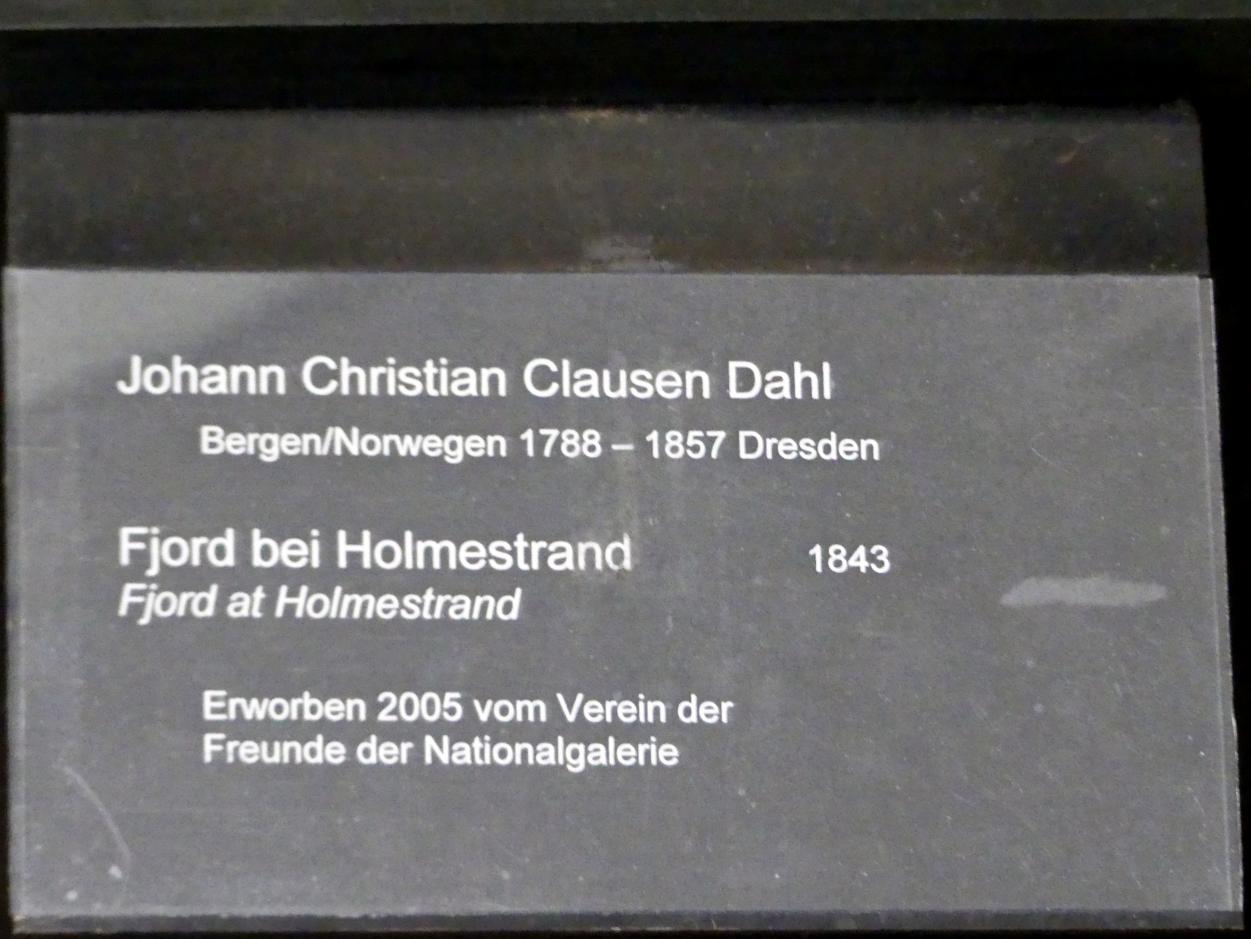 Johann Christian Clausen Dahl
Bergen/Norwegen 1788 – 1857 Dresden
Fjord bei Holmestrand 1843
Fjord at Holmestrand
Erworben 2005 vom Verein der
Freunde der Nationalgalerie